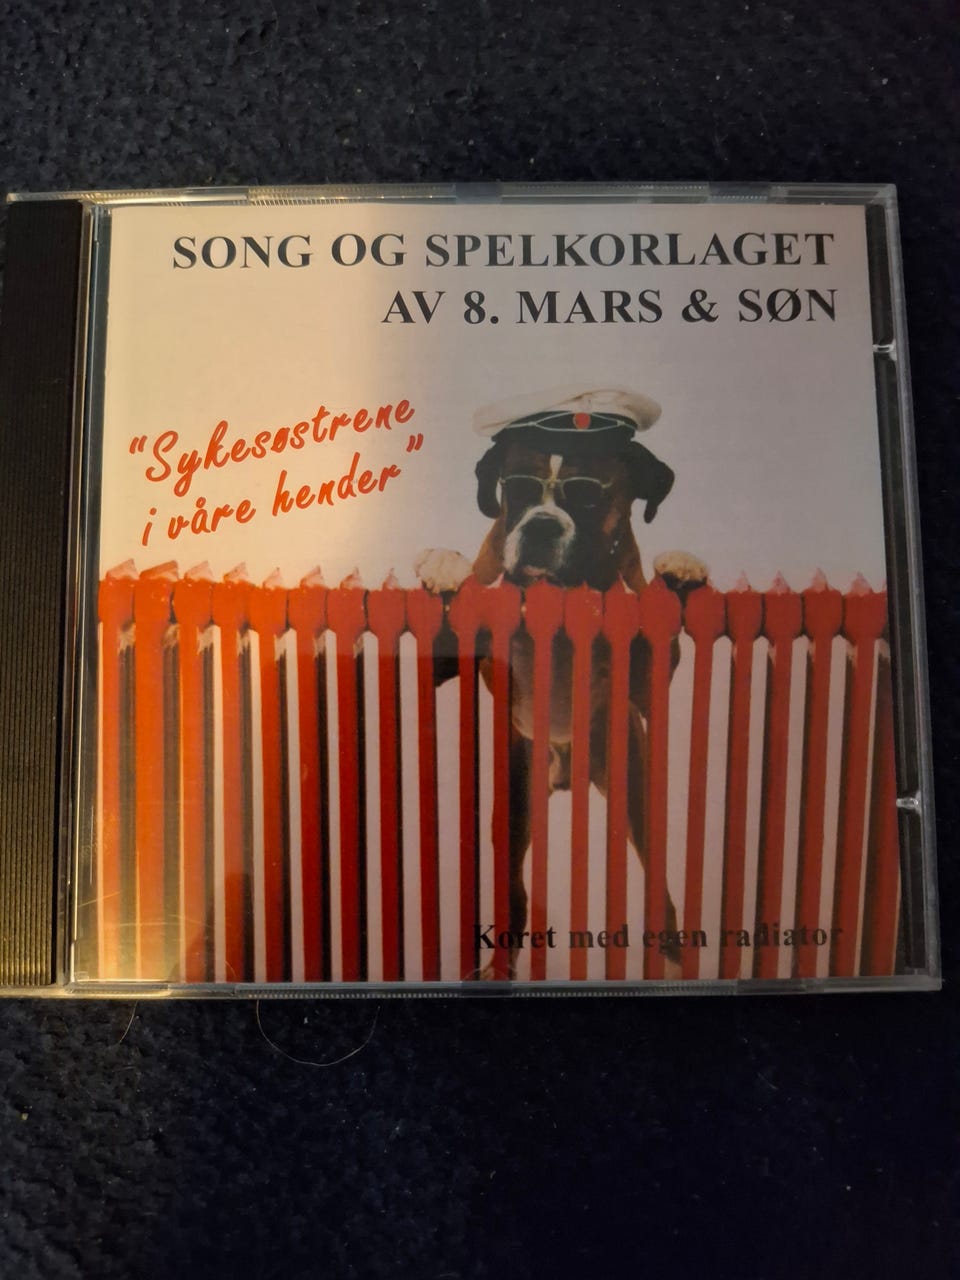 SONG OG SPELKORLAGET
AV 8. MARS & SØN
"Sykesøstrene
i våre hender"
Koret med egen radiator